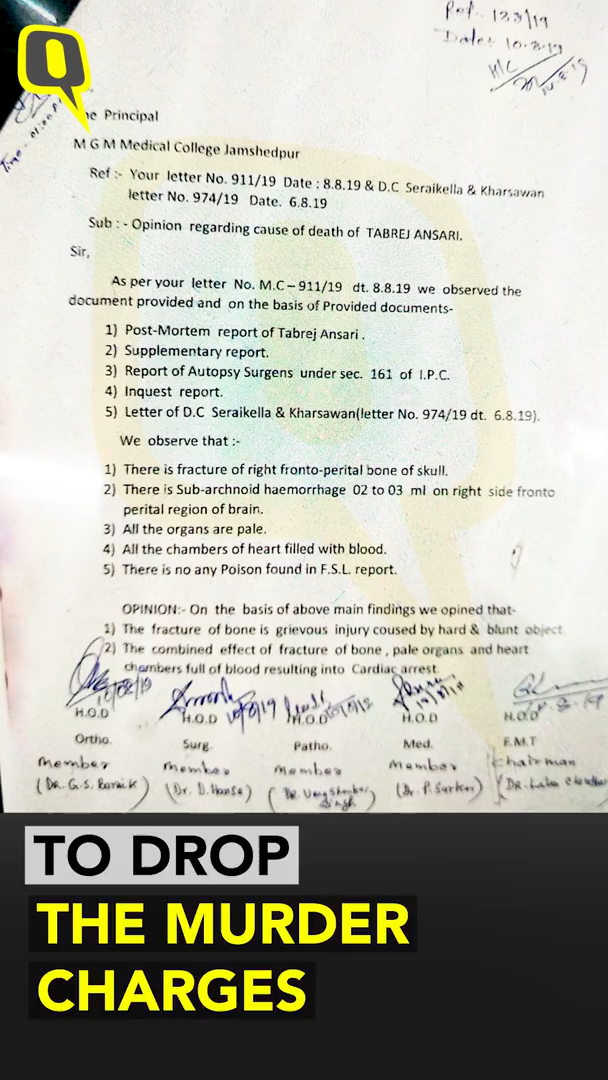 Q
Ref. 133/19
Date: 10.8.19
M/C
10.8.19
The Principal
M G M Medical College Jamshedpur
Ref :- Your letter No. 911/19 Date : 8.8.19 & D.C Seraikella & Kharsawan
letter No. 974/19 Date. 6.8.19
Sub : - Opinion regarding cause of death of TABREJ ANSARI.
Sir,
As per your letter No. M.C – 911/19 dt. 8.8.19 we observed the
document provided and on the basis of Provided documents-
1) Post-Mortem report of Tabrej Ansari .
2) Supplementary report.
3) Report of Autopsy Surgens under sec. 161 of I.P.C.
4) Inquest report.
5) Letter of D.C Seraikella & Kharsawan(letter No. 974/19 dt. 6.8.19).
We observe that :-
1) There is fracture of right fronto-perital bone of skull.
2) There is Sub-archnoid haemorrhage 02 to 03 ml on right side fronto
perital region of brain.
3) All the organs are pale.
4) All the chambers of heart filled with blood.
5) There is no any Poison found in F.S.L. report.
OPINION:- On the basis of above main findings we opined that-
1) The fracture of bone is grievous injury coused by hard & blunt object.
2) The combined effect of fracture of bone , pale organs and heart
chambers full of blood resulting into Cardiac arrest.
H.O.D H.O.D H.O.D H.O.D H.O.D
Ortho. Surg. Patho. Med. F.M.T
Member Member Member Member Chairman
(DR. G.S. Baraik) (Dr. D. Hansa) (Dr. Singh) (Dr. P. Sarkar) (DR.
TO DROP
THE MURDER
CHARGES